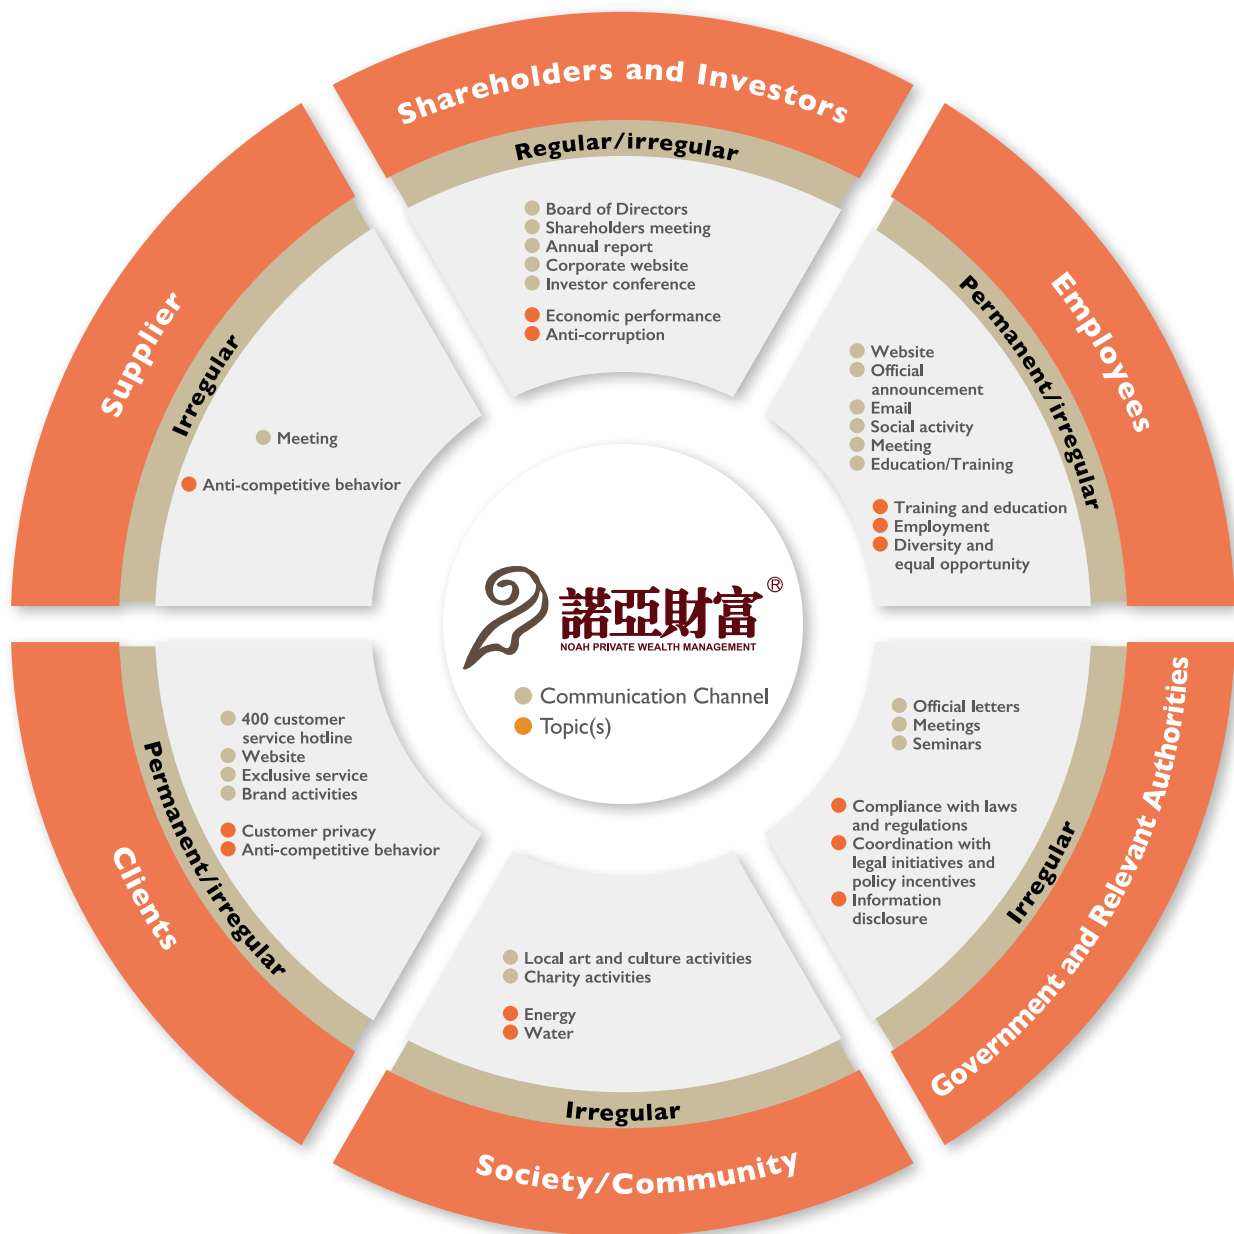 Shareholders and Investors
Regular/irregular
Board of Directors
Shareholders meeting
Annual report
Corporate website
Investor conference
Economic performance
Anti-corruption
Employees
Permanent/irregular
Website
Official
announcement
Email
Social activity
Meeting
Education/Training
Training and education
Employment
Diversity and
equal opportunity
Government and Relevant Authorities
Irregular
Official letters
Meetings
Seminars
Compliance with laws
and regulations
Coordination with
legal initiatives and
policy incentives
Information
disclosure
Society/Community
Irregular
Local art and culture activities
Charity activities
Energy
Water
Clients
Permanent/irregular
400 customer
service hotline
Website
Exclusive service
Brand activities
Customer privacy
Anti-competitive behavior
Supplier
Irregular
Meeting
Anti-competitive behavior
諾亞財富®
NOAH PRIVATE WEALTH MANAGEMENT
Communication Channel
Topic(s)